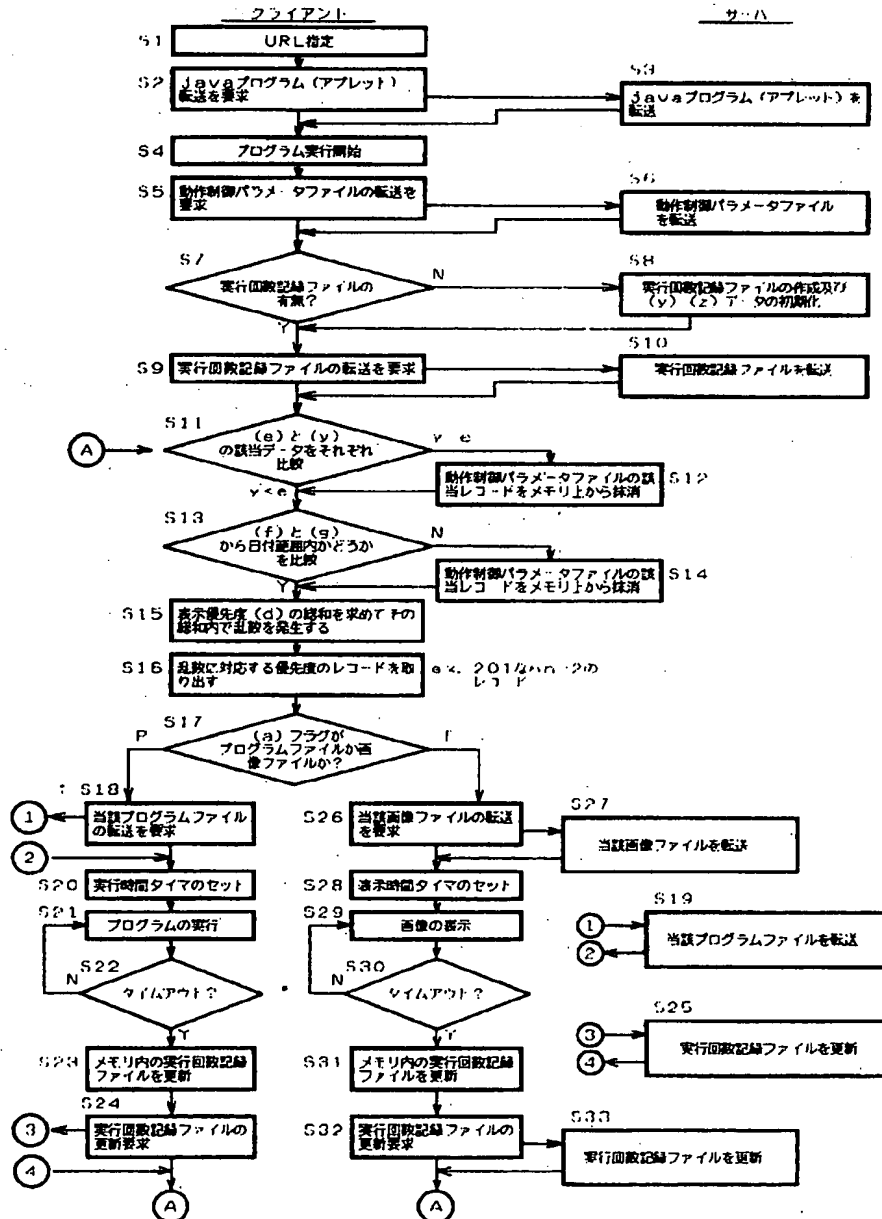 クライアント
サーバ
S1
URL指定
S2
javaプログラム(アプレット)
転送を要求
S3
javaプログラム(アプレット)を
転送
S4
プログラム実行開始
S5
動作制御パラメータファイルの転送を
要求
S6
動作制御パラメータファイル
を転送
S7
実行回数記録ファイルの
有無?
N
Y
S8
実行回数記録ファイルの作成及び
(y)(z)データの初期化
S9
実行回数記録ファイルの転送を要求
S10
実行回数記録ファイルを転送
A
S11
(e)と(y)
の該当データをそれぞれ
比較
y e
y<e
動作制御パラメータファイルの該
当レコードをメモリ上から抹消
S12
S13
(f)と(g)
から日付範囲内かどうか
を比較
N
Y
動作制御パラメータファイルの該
当レコードをメモリ上から抹消
S14
S15
表示優先度(d)の総和を求めてその
総和内で乱数を発生する
S16
乱数に対応する優先度のレコードを取
り出す
ex. 201ならnn-2の
レコード
S17
(a)フラグが
プログラムファイルか画
像ファイルか?
P
f
S18
1
当該プログラムファイル
の転送を要求
2
S26
当該画像ファイルの転送
を要求
S27
当該画像ファイルを転送
S20
実行時間タイマのセット
S28
表示時間タイマのセット
S19
1
2
当該プログラムファイルを転送
S21
プログラムの実行
S29
画像の表示
S22
N
タイムアウト?
Y
S30
N
タイムアウト?
Y
S25
3
4
実行回数記録ファイルを更新
S23
メモリ内の実行回数記録
ファイルを更新
S31
メモリ内の実行回数記録
ファイルを更新
S24
3
実行回数記録ファイルの
更新要求
4
S32
実行回数記録ファイルの
更新要求
S33
実行回数記録ファイルを更新
A
A